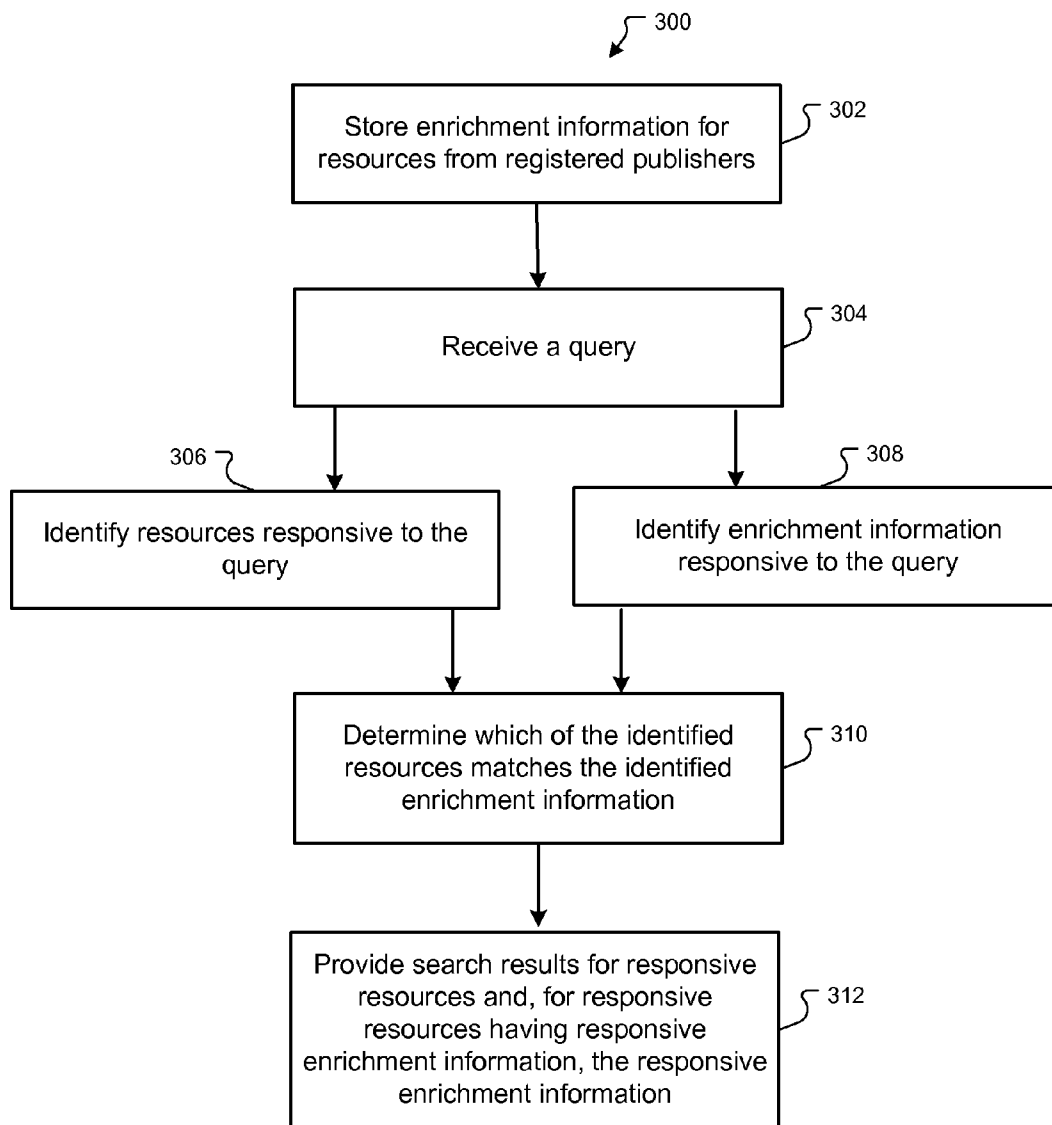 300
302
Store enrichment information for
resources from registered publishers
304
Receive a query
306
308
Identify resources responsive to the
query
Identify enrichment information
responsive to the query
310
Determine which of the identified
resources matches the identified
enrichment information
312
Provide search results for responsive
resources and, for responsive
resources having responsive
enrichment information, the responsive
enrichment information